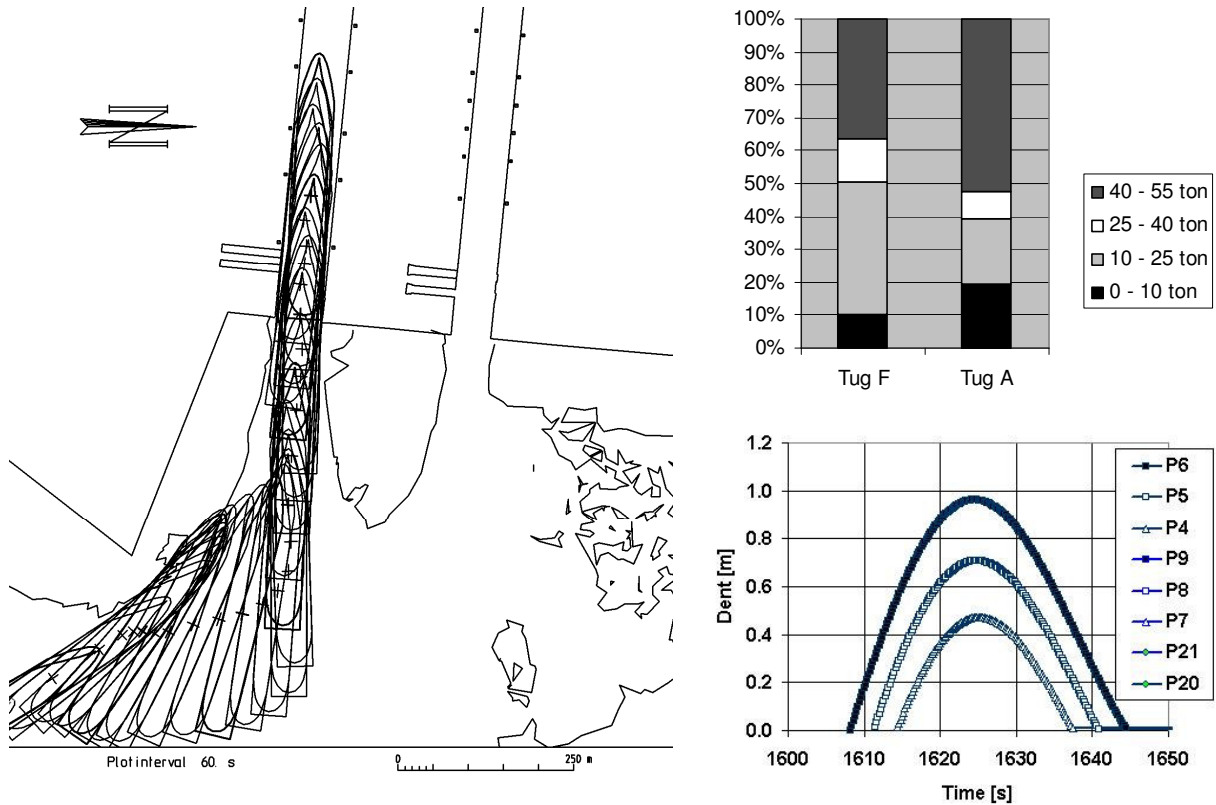 Plotinterval 60. s
0
250 m
100%
90%
80%
70%
60%
50%
40%
30%
20%
10%
0%
Tug F
Tug A
40 - 55 ton
25 - 40 ton
10 - 25 ton
0 - 10 ton
1.2
1.0
0.8
0.6
0.4
0.2
0.0
Dent [m]
1600
1610
1620
1630
1640
1650
Time [s]
P6
P5
P4
P9
P8
P7
P21
P20